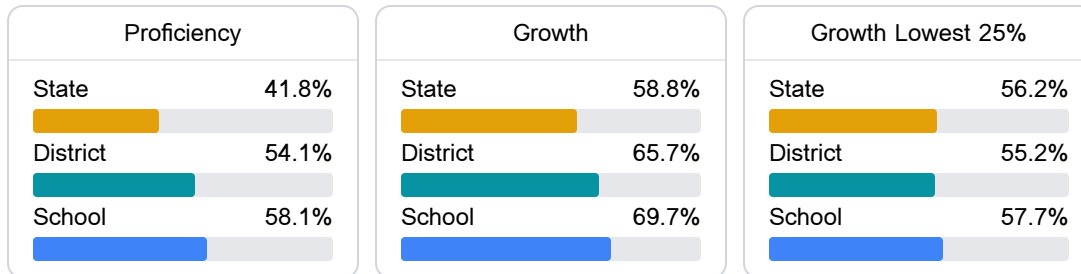 Proficiency
State 41.8%
District 54.1%
School 58.1%
Growth
State 58.8%
District 65.7%
School 69.7%
Growth Lowest 25%
State 56.2%
District 55.2%
School 57.7%